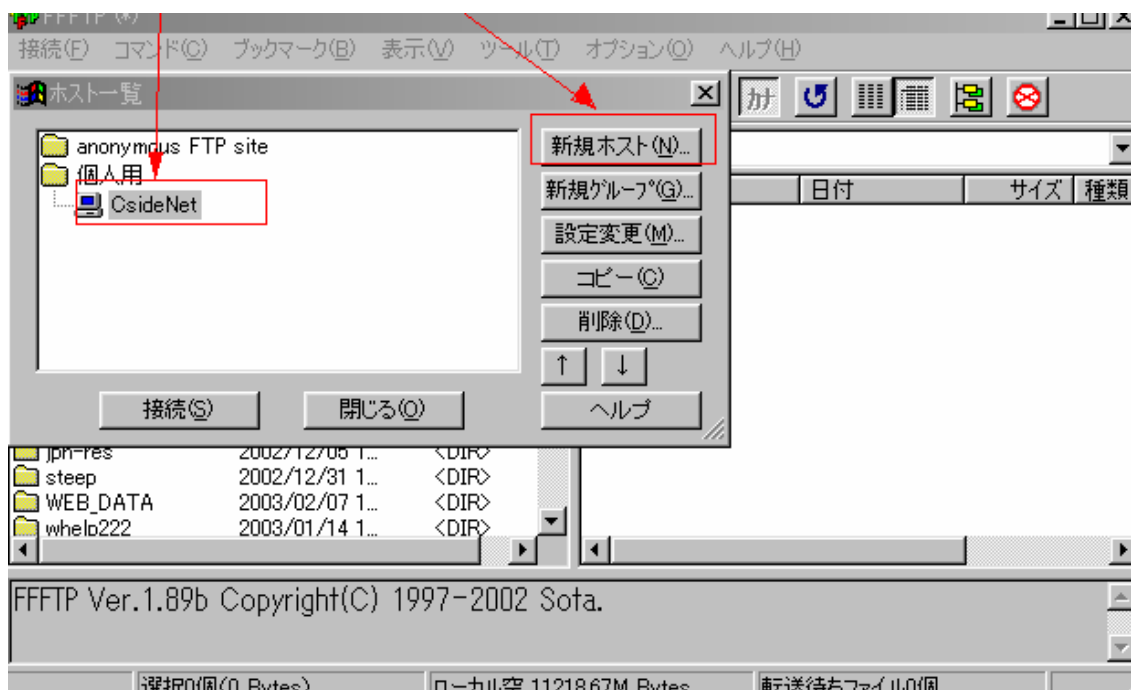 FFFTP (*)
接続(F) コマンド(C) ブックマーク(B) 表示(V) ツール(T) オプション(O) ヘルプ(H)
ホスト一覧
カナ
anonymous FTP site
個人用
CsideNet
新規ホスト(N)...
新規グループ(G)...
設定変更(M)...
コピー(C)
削除(D)...
↑ ↓
接続(S) 閉じる(O) ヘルプ
日付 サイズ 種類
jpn-res 2002/12/05 1... <DIR>
steep 2002/12/31 1... <DIR>
WEB_DATA 2003/02/07 1... <DIR>
whelp222 2003/01/14 1... <DIR>
FFFTP Ver.1.89b Copyright(C) 1997-2002 Sota.
選択0個(0 Bytes) ローカル空 11218.67M Bytes 転送待ちファイル0個